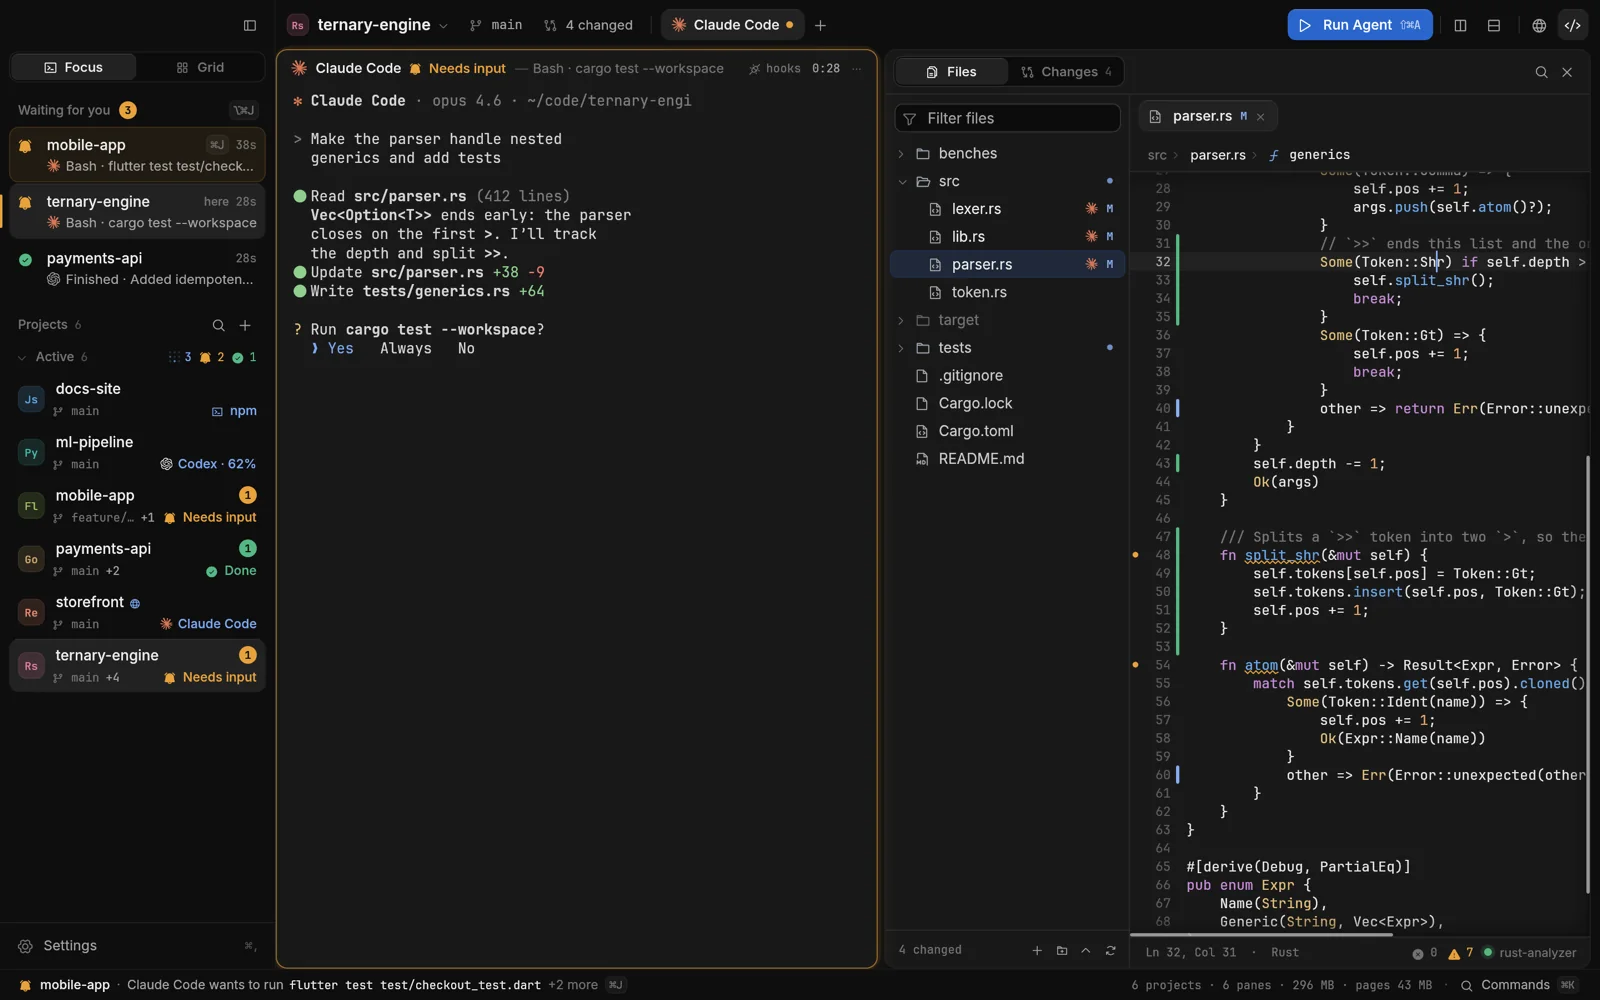 Rs ternary-engine main 4 changed Claude Code Run Agent ⇧⌘A
Focus Grid
Waiting for you 3 ⌥⌘J
mobile-app ⌘J 38s
Bash · flutter test test/check...
ternary-engine here 28s
Bash · cargo test --workspace
payments-api 28s
Finished · Added idempoten...
Projects 6
Active 6 3 2 1
Js docs-site
main npm
Py ml-pipeline
main Codex · 62%
Fl mobile-app 1
feature/… +1 Needs input
Go payments-api 1
main +2 Done
Re storefront
main Claude Code
Rs ternary-engine 1
main +4 Needs input
Settings ⌘,
Claude Code Needs input — Bash · cargo test --workspace hooks 0:28 ...
* Claude Code · opus 4.6 · ~/code/ternary-engi
> Make the parser handle nested
generics and add tests
Read src/parser.rs (412 lines)
Vec<Option<T>> ends early: the parser
closes on the first >. I’ll track
the depth and split >>.
Update src/parser.rs +38 -9
Write tests/generics.rs +64
? Run cargo test --workspace?
❯ Yes Always No
Files Changes 4
Filter files
benches
src
lexer.rs M
lib.rs M
parser.rs M
token.rs
target
tests
.gitignore
Cargo.lock
Cargo.toml
README.md
4 changed
parser.rs M ×
src > parser.rs > ƒ generics
28 self.pos += 1;
29 args.push(self.atom()?);
30 }
31 // `>>` ends this list and the
32 Some(Token::Shr) if self.depth >
33 self.split_shr();
34 break;
35 }
36 Some(Token::Gt) => {
37 self.pos += 1;
38 break;
39 }
40 other => return Err(Error::unexp
41 }
42 }
43 self.depth -= 1;
44 Ok(args)
45 }
46
47 /// Splits a `>>` token into two `>`, so the
48 fn split_shr(&mut self) {
49 self.tokens[self.pos] = Token::Gt;
50 self.tokens.insert(self.pos, Token::Gt);
51 self.pos += 1;
52 }
53
54 fn atom(&mut self) -> Result<Expr, Error> {
55 match self.tokens.get(self.pos).cloned()
56 Some(Token::Ident(name)) => {
57 self.pos += 1;
58 Ok(Expr::Name(name))
59 }
60 other => Err(Error::unexpected(other
61 }
62 }
63 }
64
65 #[derive(Debug, PartialEq)]
66 pub enum Expr {
67 Name(String),
68 Generic(String, Vec<Expr>),
Ln 32, Col 31 · Rust 0 7 rust-analyzer
mobile-app · Claude Code wants to run flutter test test/checkout_test.dart +2 more ⌘J
6 projects · 6 panes · 296 MB · pages 43 MB · Commands ⌘K